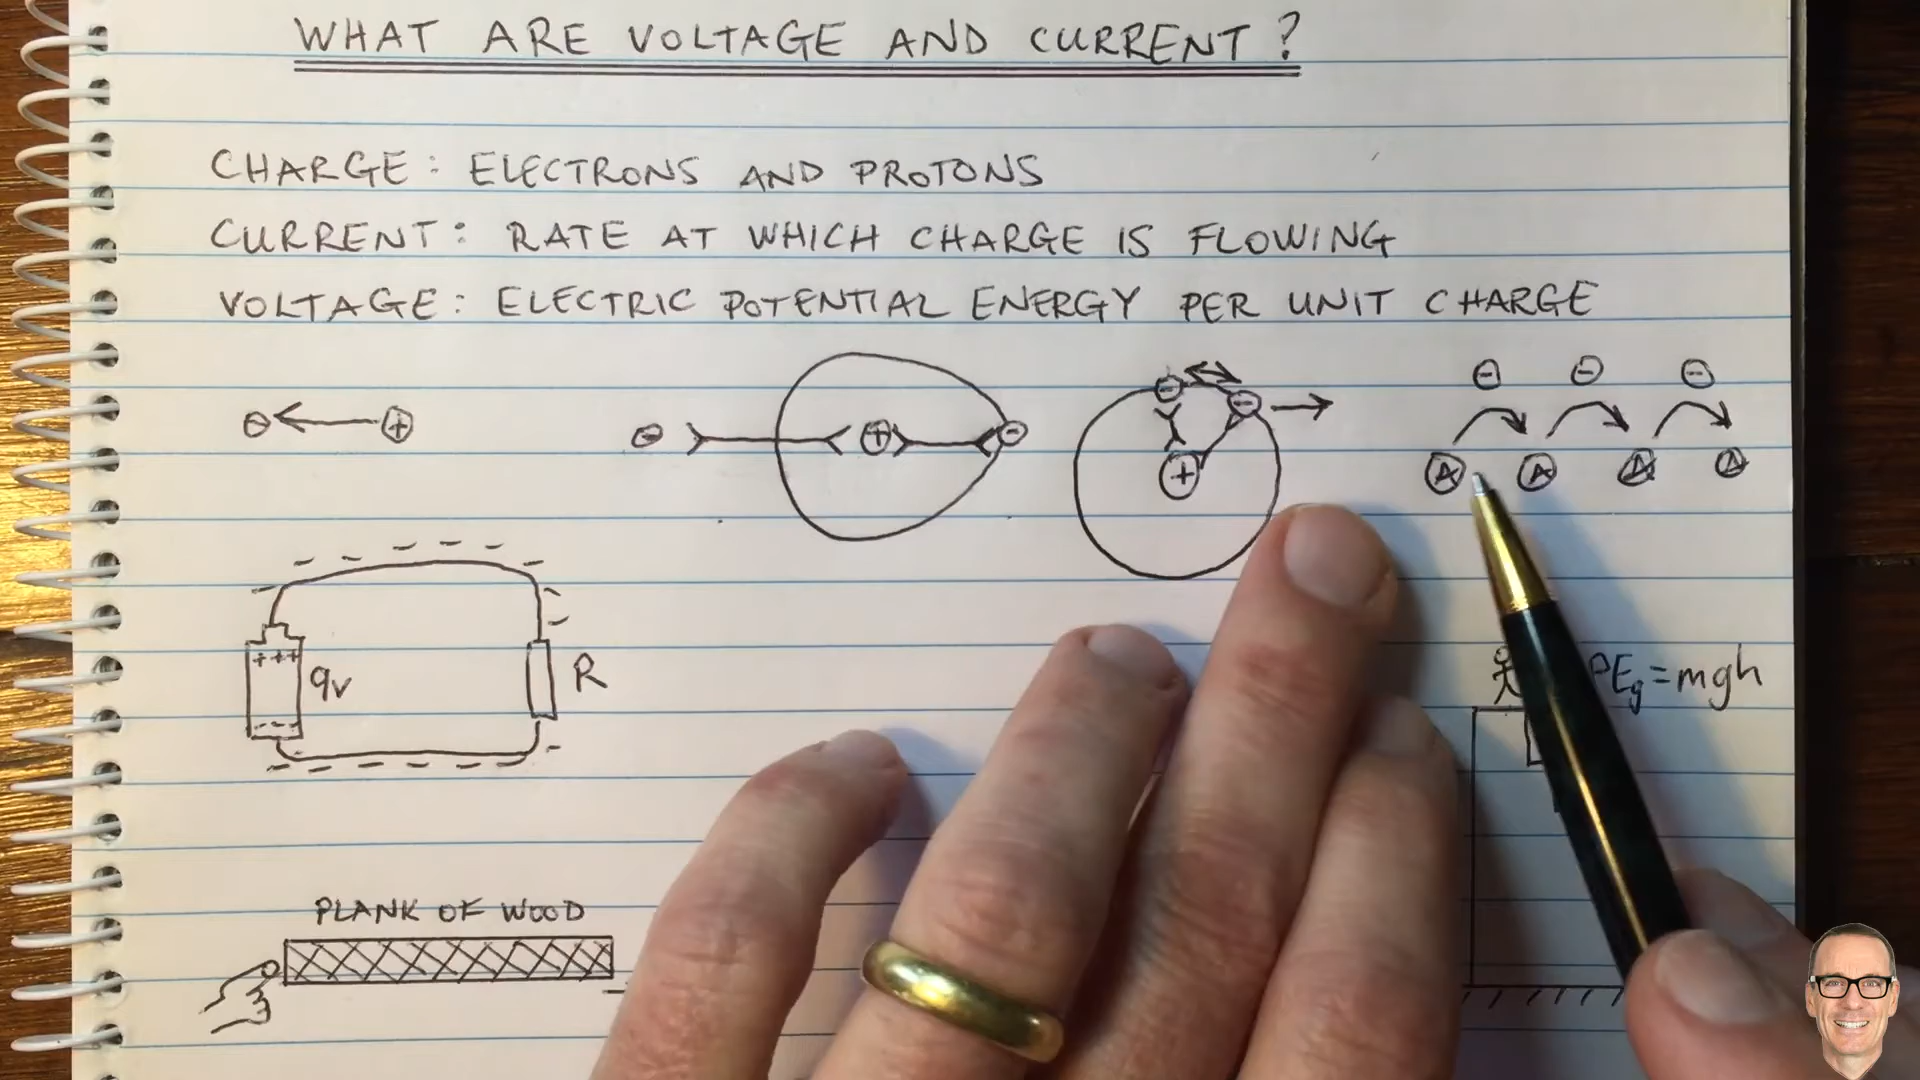 WHAT ARE VOLTAGE AND CURRENT?
CHARGE: ELECTRONS AND PROTONS
CURRENT: RATE AT WHICH CHARGE IS FLOWING
VOLTAGE: ELECTRIC POTENTIAL ENERGY PER UNIT CHARGE
- + - + - - - +
- - -
A A A A
+++ 9v R
PEg = mgh
PLANK OF WOOD